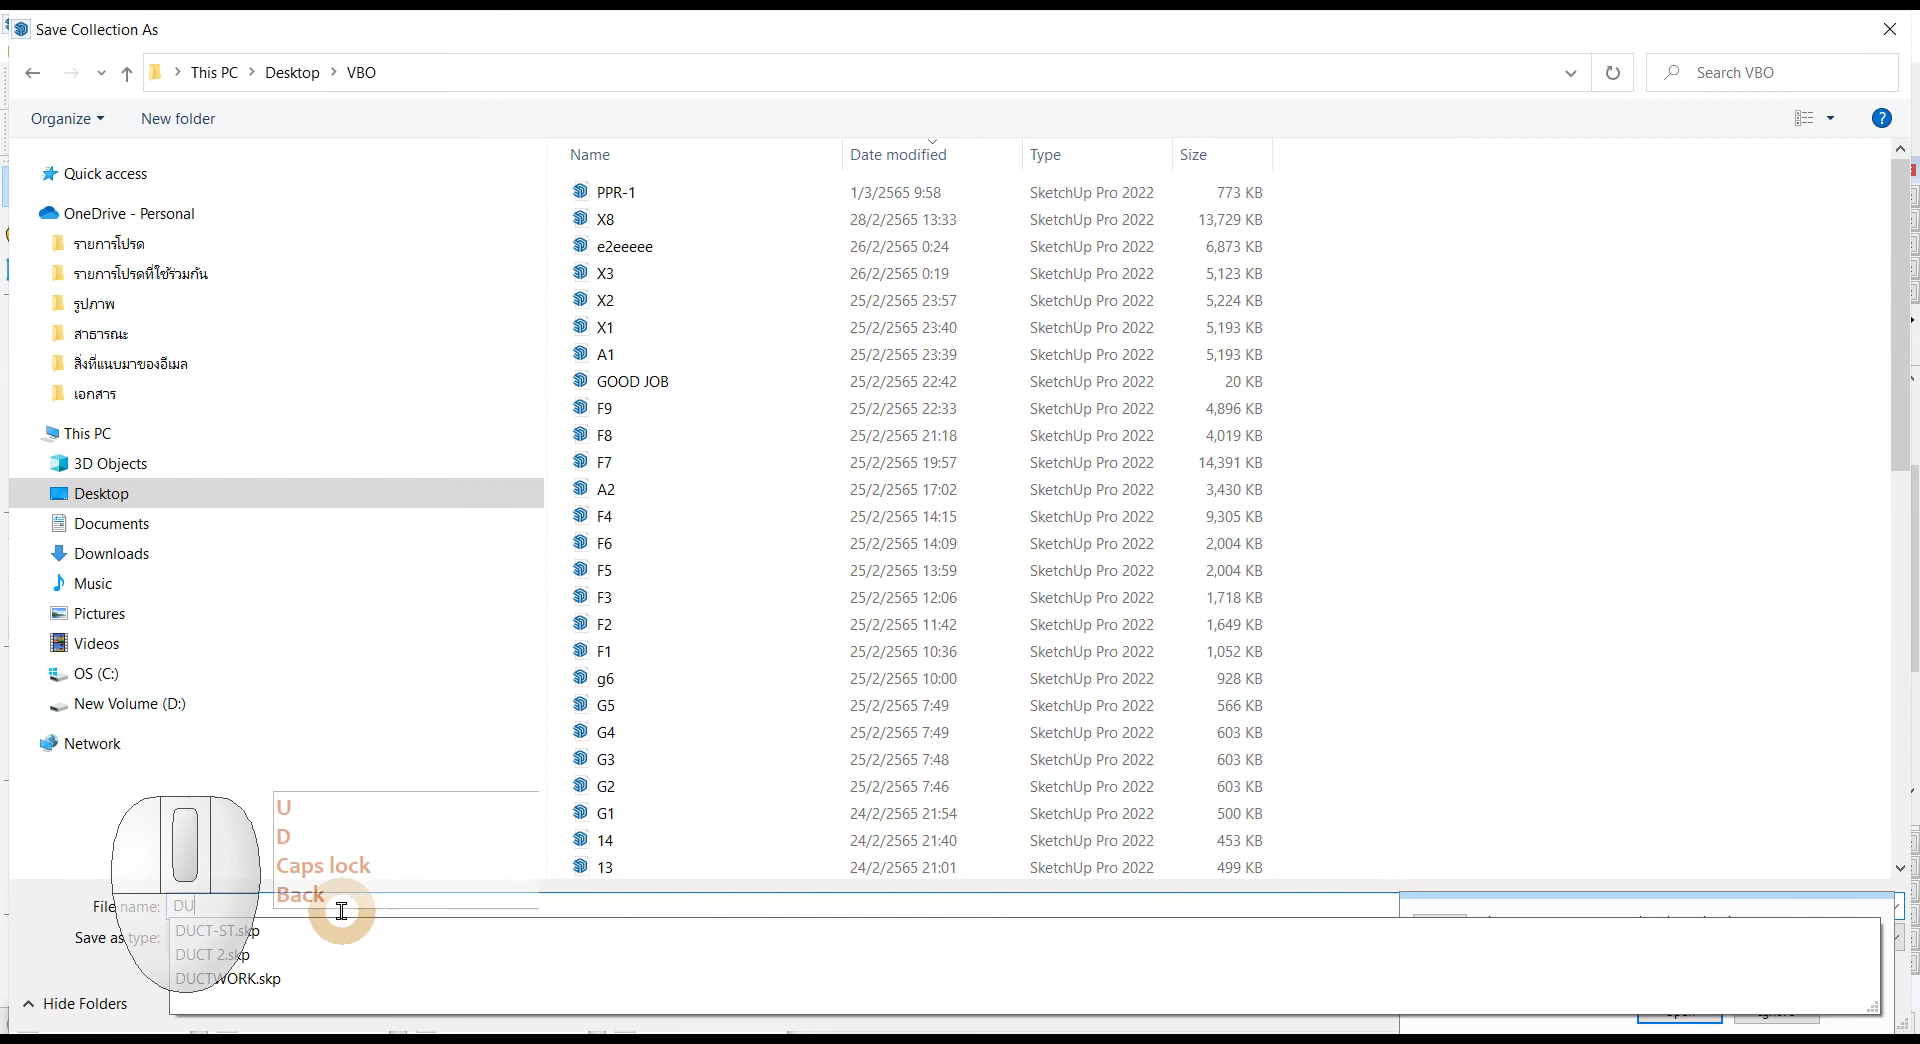 Save Collection As
This PC > Desktop > VBO
Search VBO
Organize
New folder
Name Date modified Type Size
Quick access
OneDrive - Personal
รายการโปรด
รายการโปรดที่ใช้ร่วมกัน
รูปภาพ
สาธารณะ
สิ่งที่แนบมาของอีเมล
เอกสาร
This PC
3D Objects
Desktop
Documents
Downloads
Music
Pictures
Videos
OS (C:)
New Volume (D:)
Network
PPR-1 1/3/2565 9:58 SketchUp Pro 2022 773 KB
X8 28/2/2565 13:33 SketchUp Pro 2022 13,729 KB
e2eeeee 26/2/2565 0:24 SketchUp Pro 2022 6,873 KB
X3 26/2/2565 0:19 SketchUp Pro 2022 5,123 KB
X2 25/2/2565 23:57 SketchUp Pro 2022 5,224 KB
X1 25/2/2565 23:40 SketchUp Pro 2022 5,193 KB
A1 25/2/2565 23:39 SketchUp Pro 2022 5,193 KB
GOOD JOB 25/2/2565 22:42 SketchUp Pro 2022 20 KB
F9 25/2/2565 22:33 SketchUp Pro 2022 4,896 KB
F8 25/2/2565 21:18 SketchUp Pro 2022 4,019 KB
F7 25/2/2565 19:57 SketchUp Pro 2022 14,391 KB
A2 25/2/2565 17:02 SketchUp Pro 2022 3,430 KB
F4 25/2/2565 14:15 SketchUp Pro 2022 9,305 KB
F6 25/2/2565 14:09 SketchUp Pro 2022 2,004 KB
F5 25/2/2565 13:59 SketchUp Pro 2022 2,004 KB
F3 25/2/2565 12:06 SketchUp Pro 2022 1,718 KB
F2 25/2/2565 11:42 SketchUp Pro 2022 1,649 KB
F1 25/2/2565 10:36 SketchUp Pro 2022 1,052 KB
g6 25/2/2565 10:00 SketchUp Pro 2022 928 KB
G5 25/2/2565 7:49 SketchUp Pro 2022 566 KB
G4 25/2/2565 7:49 SketchUp Pro 2022 603 KB
G3 25/2/2565 7:48 SketchUp Pro 2022 603 KB
G2 25/2/2565 7:46 SketchUp Pro 2022 603 KB
G1 24/2/2565 21:54 SketchUp Pro 2022 500 KB
14 24/2/2565 21:40 SketchUp Pro 2022 453 KB
13 24/2/2565 21:01 SketchUp Pro 2022 499 KB
U
D
Caps lock
Back
File name: DU
Save as type:
DUCT-ST.skp
DUCT 2.skp
DUCTWORK.skp
Hide Folders